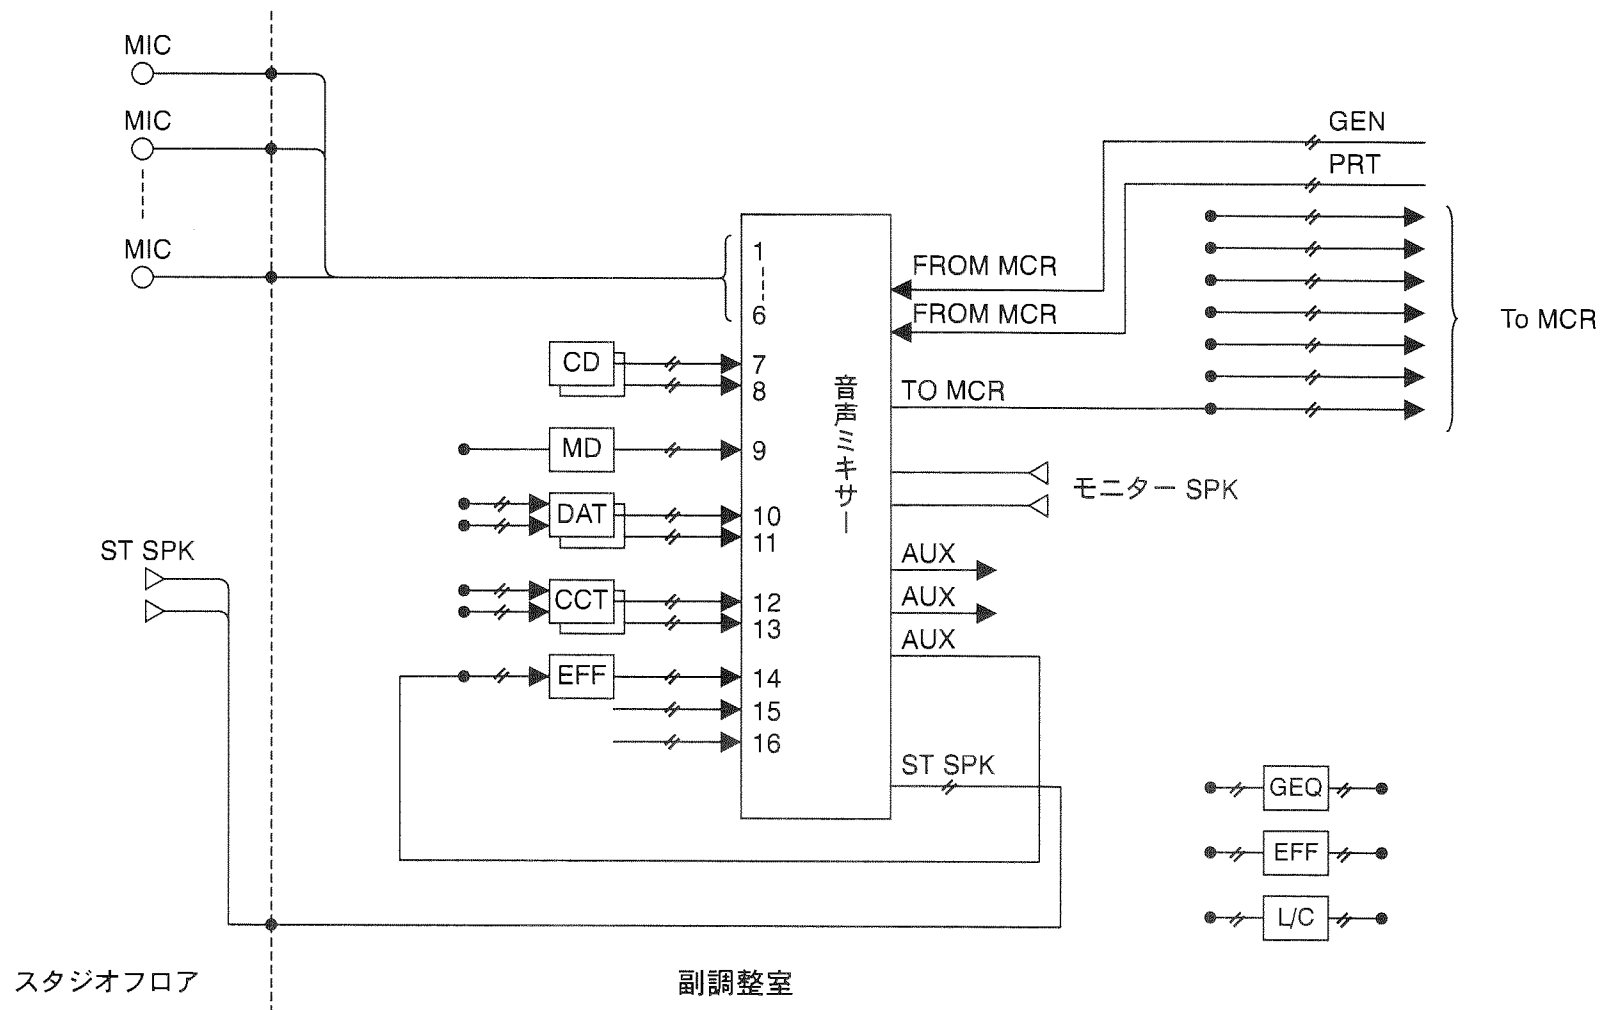 MIC
MIC
MIC
ST SPK
スタジオフロア
CD
MD
DAT
CCT
EFF
1
6
7
8
9
10
11
12
13
14
15
16
音声ミキサー
FROM MCR
FROM MCR
TO MCR
モニター SPK
AUX
AUX
AUX
ST SPK
GEN
PRT
To MCR
GEQ
EFF
L/C
副調整室